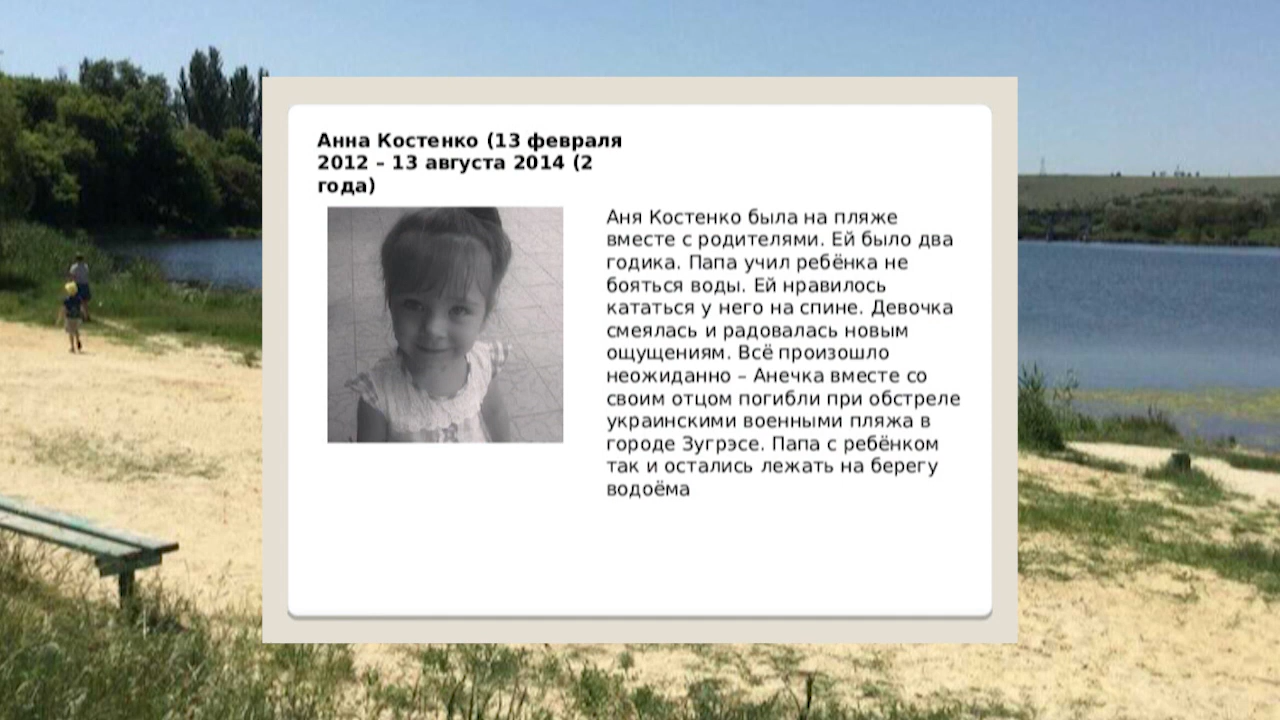 Анна Костенко (13 февраля
2012 – 13 августа 2014 (2
года)
Аня Костенко была на пляже
вместе с родителями. Ей было два
годика. Папа учил ребёнка не
бояться воды. Ей нравилось
кататься у него на спине. Девочка
смеялась и радовалась новым
ощущениям. Всё произошло
неожиданно – Анечка вместе со
своим отцом погибли при обстреле
украинскими военными пляжа в
городе Зугрэсе. Папа с ребёнком
так и остались лежать на берегу
водоёма